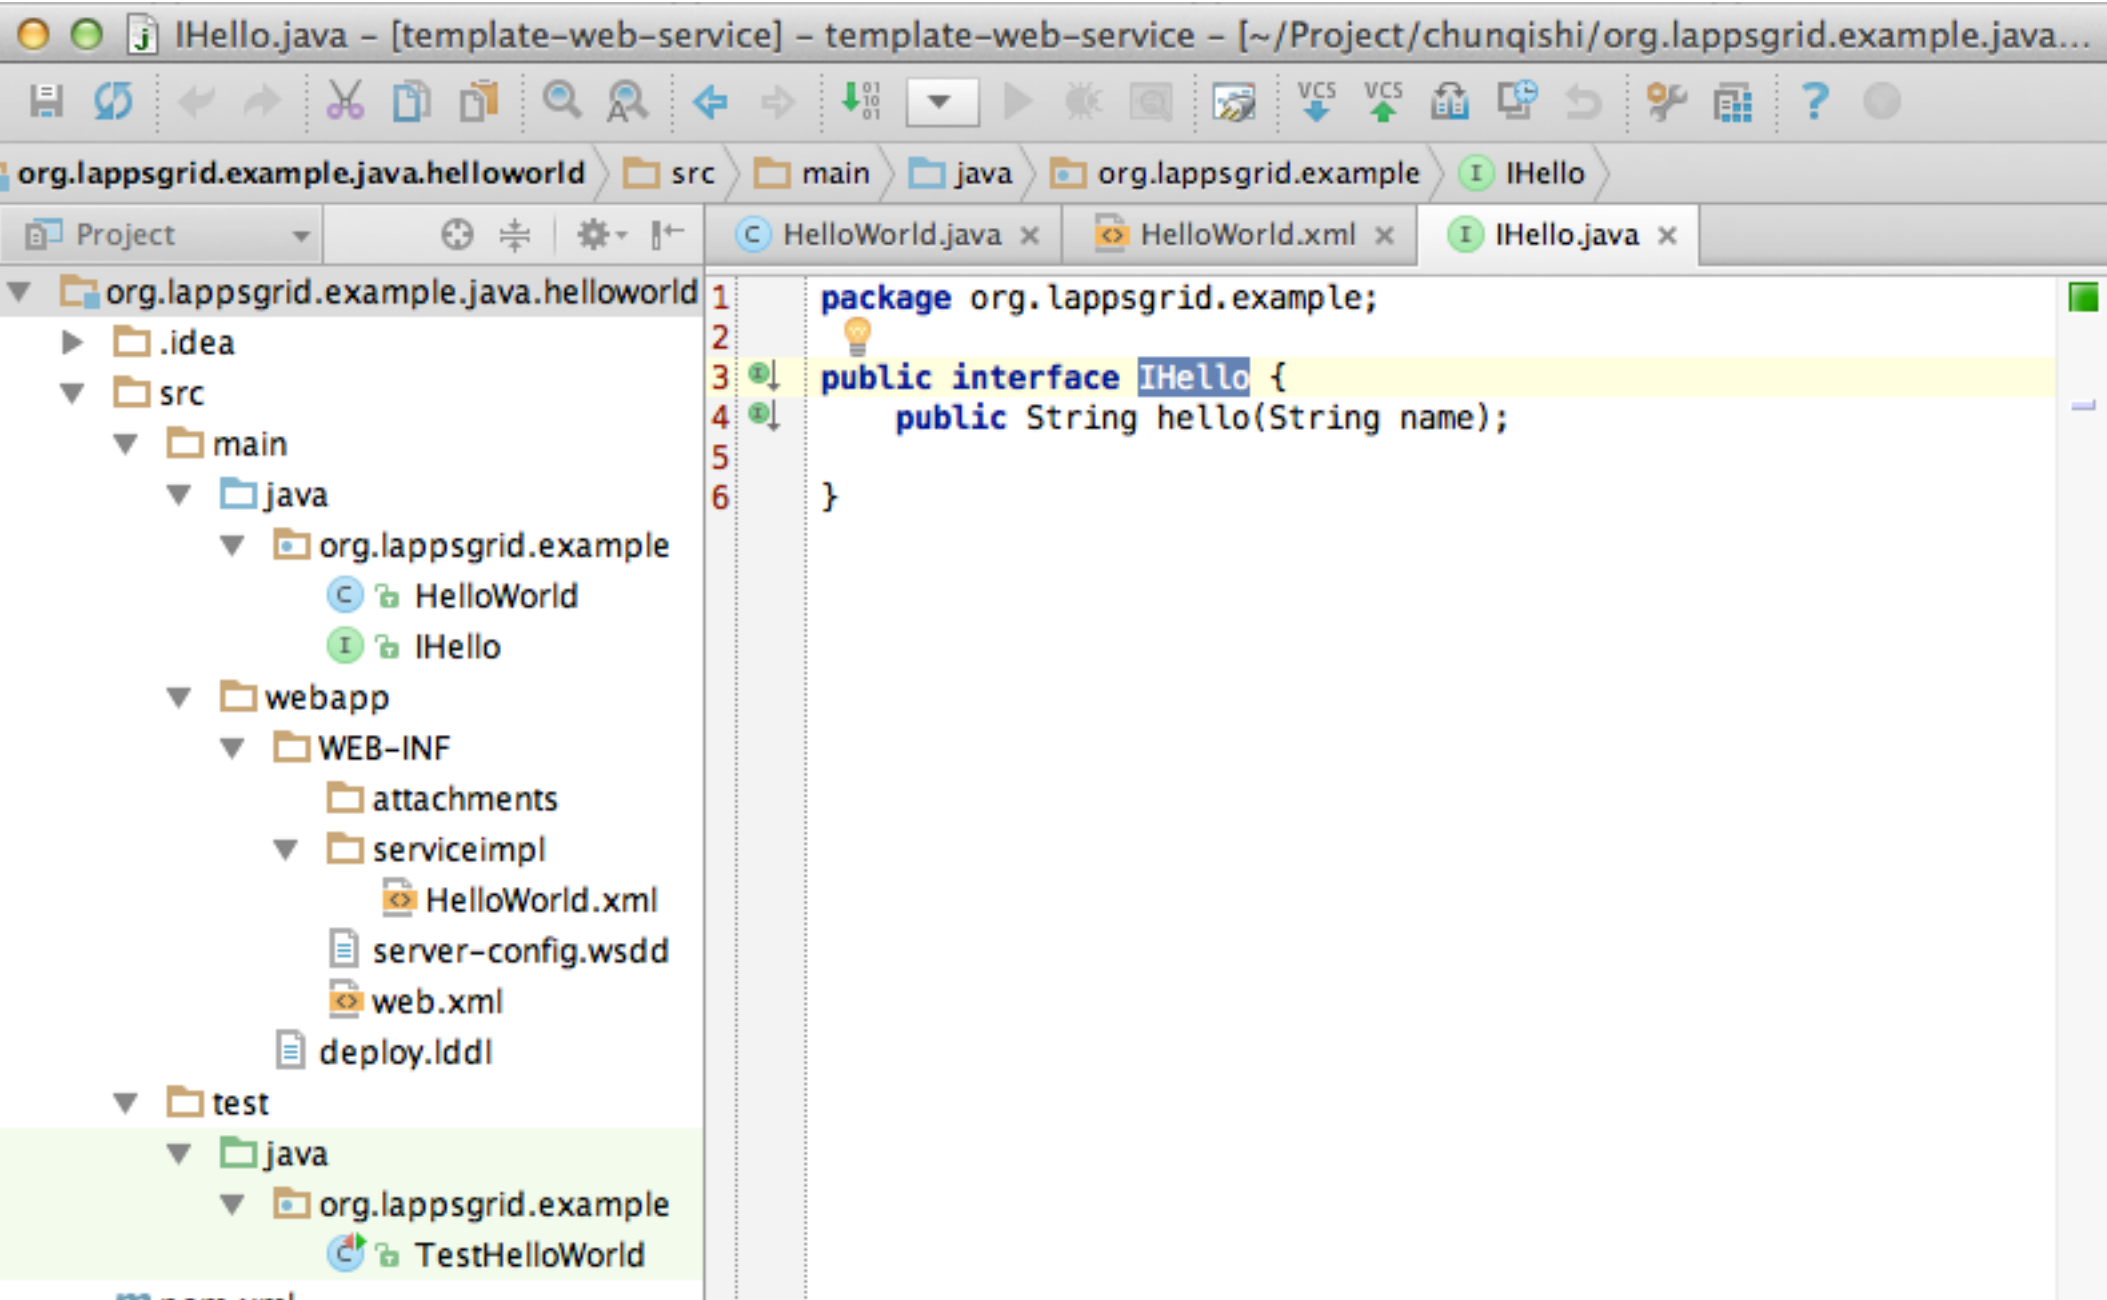 IHello.java – [template-web-service] – template-web-service – [~/Project/chunqishi/org.lappsgrid.example.java...
VCS VCS ?
org.lappsgrid.example.java.helloworld src main java org.lappsgrid.example I IHello
Project
C HelloWorld.java × HelloWorld.xml × I IHello.java ×
org.lappsgrid.example.java.helloworld
.idea
src
main
java
org.lappsgrid.example
C HelloWorld
I IHello
webapp
WEB-INF
attachments
serviceimpl
HelloWorld.xml
server-config.wsdd
web.xml
deploy.lddl
test
java
org.lappsgrid.example
C TestHelloWorld
1 package org.lappsgrid.example;
2
3 public interface IHello {
4 public String hello(String name);
5
6 }